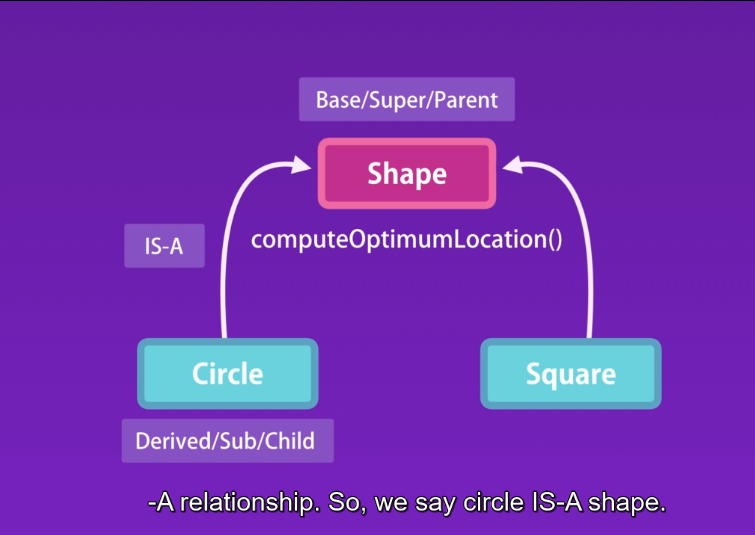 Base/Super/Parent
Shape
IS-A
computeOptimumLocation()
Circle
Square
Derived/Sub/Child
-A relationship. So, we say circle IS-A shape.